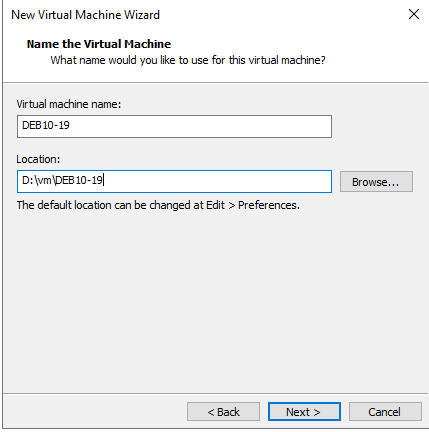 New Virtual Machine Wizard
Name the Virtual Machine
What name would you like to use for this virtual machine?
Virtual machine name:
DEB10-19
Location:
D:\vm\DEB10-19
Browse...
The default location can be changed at Edit > Preferences.
< Back
Next >
Cancel